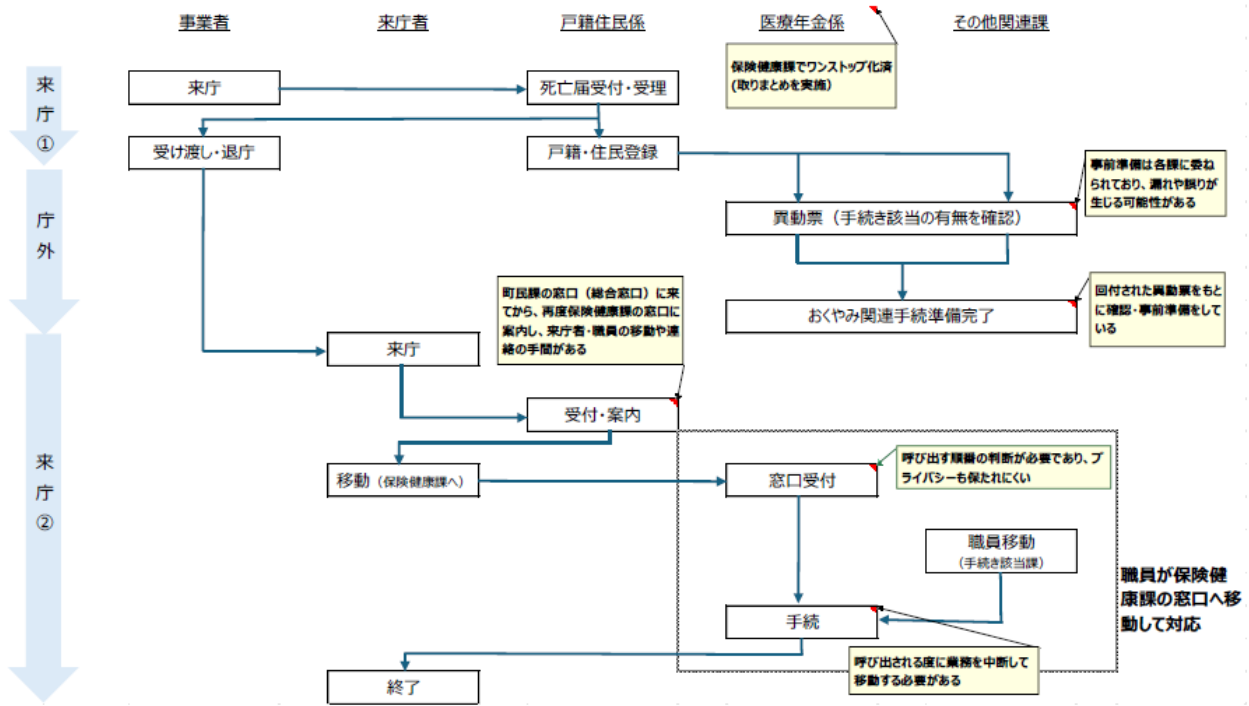 事業者
来庁者
戸籍住民係
医療年金係
その他関連課
保険健康課でワンストップ化済
(取りまとめを実施)
来
庁
①
来庁
死亡届受付・受理
受け渡し・退庁
戸籍・住民登録
事前準備は各課に委ね
られており、漏れや誤りが
生じる可能性がある
庁
外
異動票（手続き該当の有無を確認）
町民課の窓口（総合窓口）に来
てから、再度保険健康課の窓口に
案内し、来庁者・職員の移動や連
絡の手間がある
おくやみ関連手続準備完了
回付された異動票をもと
に確認・事前準備をして
いる
来庁
受付・案内
来
庁
②
移動（保険健康課へ）
窓口受付
呼び出す順番の判断が必要であり、プ
ライバシーも保たれにくい
職員移動
（手続き該当課）
職員が保険健
康課の窓口へ移
動して対応
手続
呼び出される度に業務を中断して
移動する必要がある
終了